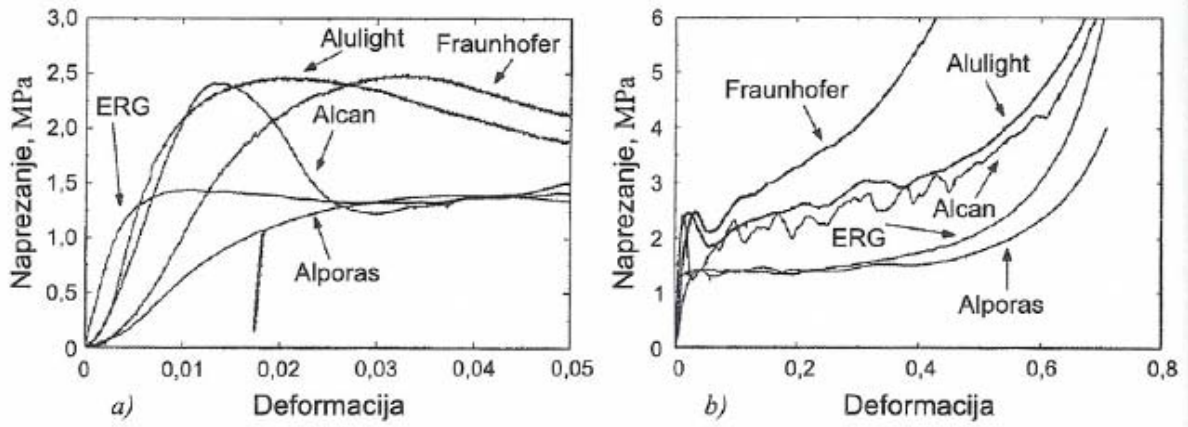 3,0
2,5
2,0
1,5
1,0
0,5
0
Naprezanje, MPa
Alulight
Fraunhofer
ERG
Alcan
Alporas
0 0,01 0,02 0,03 0,04 0,05
a) Deformacija
6
5
4
3
2
1
0
Naprezanje, MPa
Fraunhofer
Alulight
Alcan
ERG
Alporas
0 0,2 0,4 0,6 0,8
b) Deformacija